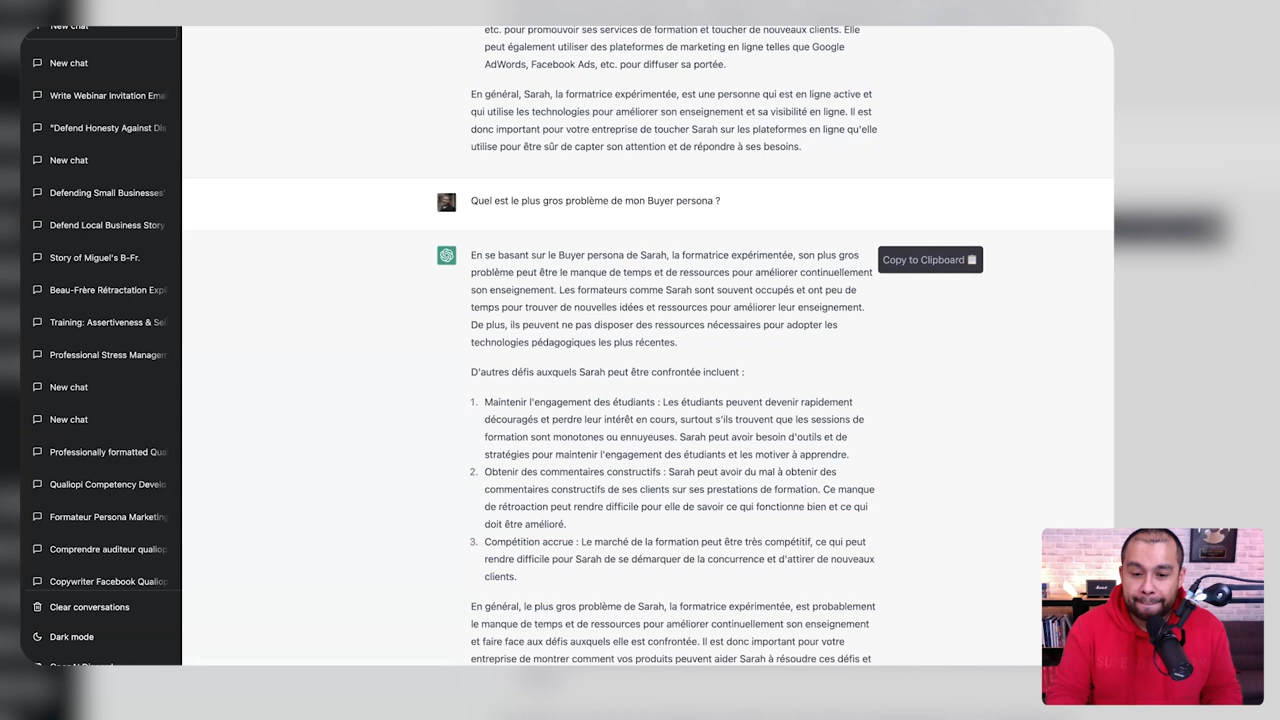 New chat
New chat
Write Webinar Invitation Ema
"Defend Honesty Against Dis
New chat
Defending Small Businesses'
Defend Local Business Story
Story of Miguel's B-Fr.
Beau-Frère Rétractation Expl
Training: Assertiveness & Sel
Professional Stress Managem
New chat
New chat
Professionally formatted Qua
Qualiopi Competency Develo
Formateur Persona Marketing
Comprendre auditeur qualiop
Copywriter Facebook Qualiop
Clear conversations
Dark mode
etc. pour promouvoir ses services de formation et toucher de nouveaux clients. Elle
peut également utiliser des plateformes de marketing en ligne telles que Google
AdWords, Facebook Ads, etc. pour diffuser sa portée.
En général, Sarah, la formatrice expérimentée, est une personne qui est en ligne active et
qui utilise les technologies pour améliorer son enseignement et sa visibilité en ligne. Il est
donc important pour votre entreprise de toucher Sarah sur les plateformes en ligne qu'elle
utilise pour être sûr de capter son attention et de répondre à ses besoins.
Quel est le plus gros problème de mon Buyer persona ?
En se basant sur le Buyer persona de Sarah, la formatrice expérimentée, son plus gros
problème peut être le manque de temps et de ressources pour améliorer continuellement
son enseignement. Les formateurs comme Sarah sont souvent occupés et ont peu de
temps pour trouver de nouvelles idées et ressources pour améliorer leur enseignement.
De plus, ils peuvent ne pas disposer des ressources nécessaires pour adopter les
technologies pédagogiques les plus récentes.
Copy to Clipboard
D'autres défis auxquels Sarah peut être confrontée incluent :
1. Maintenir l'engagement des étudiants : Les étudiants peuvent devenir rapidement
découragés et perdre leur intérêt en cours, surtout s'ils trouvent que les sessions de
formation sont monotones ou ennuyeuses. Sarah peut avoir besoin d'outils et de
stratégies pour maintenir l'engagement des étudiants et les motiver à apprendre.
2. Obtenir des commentaires constructifs : Sarah peut avoir du mal à obtenir des
commentaires constructifs de ses clients sur ses prestations de formation. Ce manque
de rétroaction peut rendre difficile pour elle de savoir ce qui fonctionne bien et ce qui
doit être amélioré.
3. Compétition accrue : Le marché de la formation peut être très compétitif, ce qui peut
rendre difficile pour Sarah de se démarquer de la concurrence et d'attirer de nouveaux
clients.
En général, le plus gros problème de Sarah, la formatrice expérimentée, est probablement
le manque de temps et de ressources pour améliorer continuellement son enseignement
et faire face aux défis auxquels elle est confrontée. Il est donc important pour votre
entreprise de montrer comment vos produits peuvent aider Sarah à résoudre ces défis et